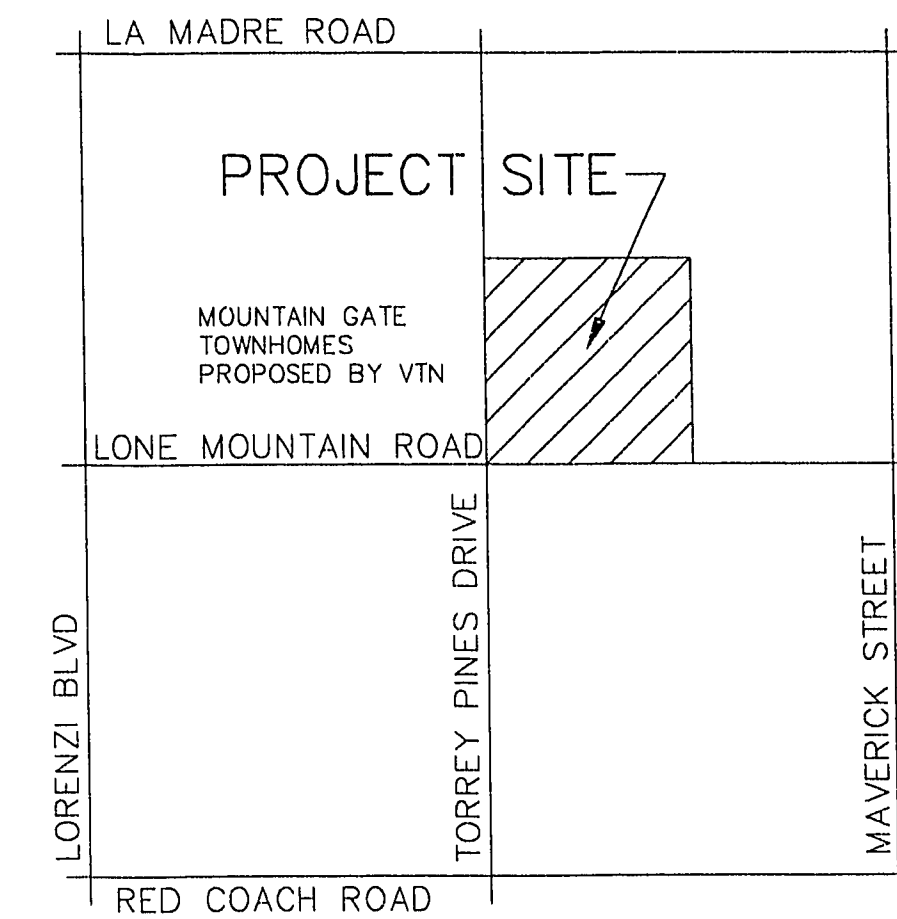 LA MADRE ROAD
PROJECT SITE
MOUNTAIN GATE
TOWNHOMES
PROPOSED BY VTN
LONE MOUNTAIN ROAD
LORENZI BLVD
TORREY PINES DRIVE
MAVERICK STREET
RED COACH ROAD